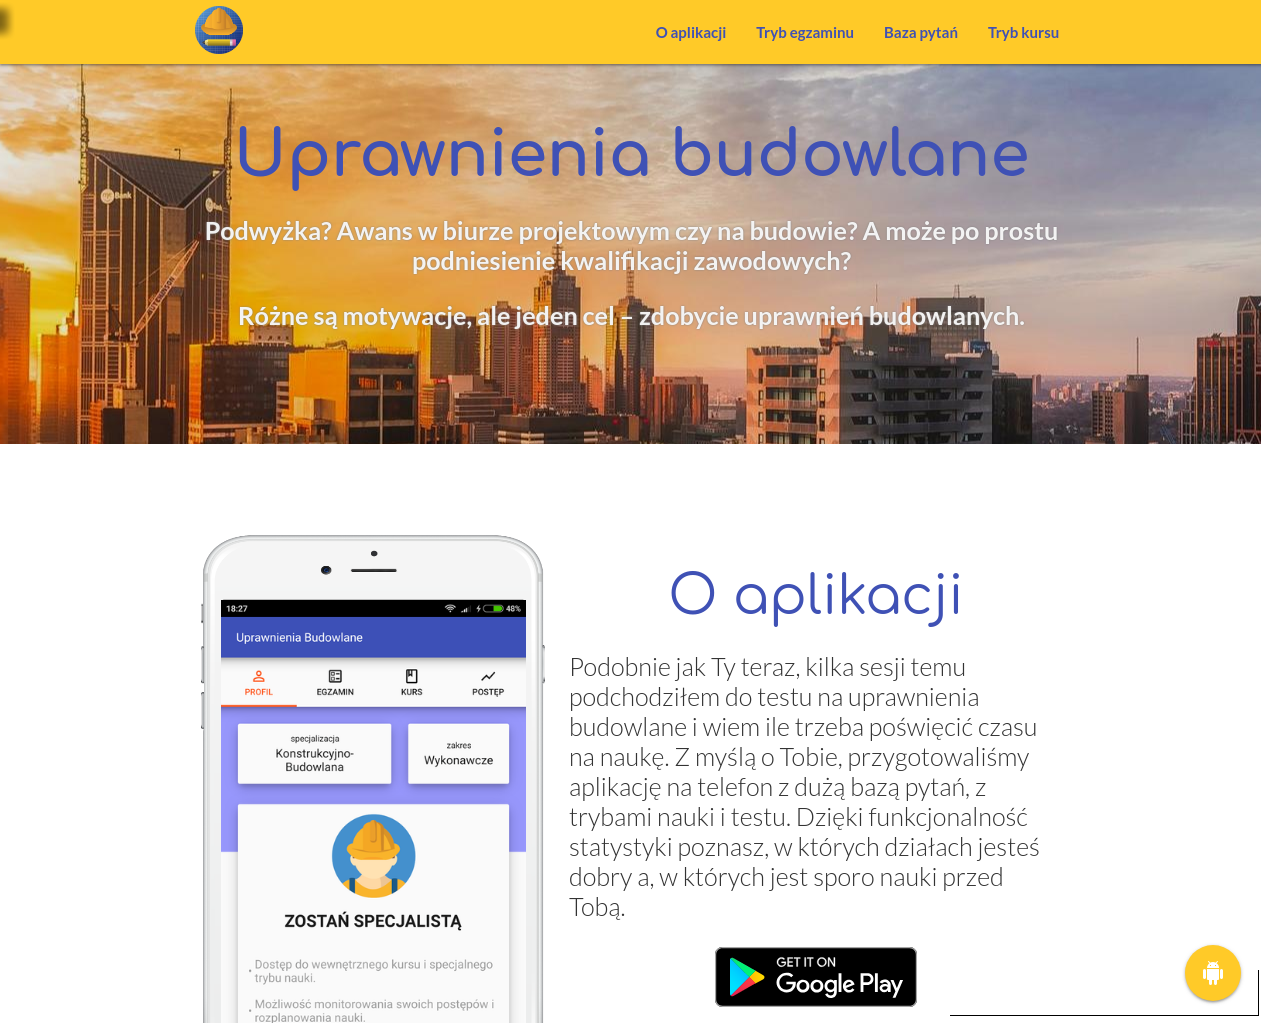 O aplikacji
Tryb egzaminu
Baza pytań
Tryb kursu
Uprawnienia budowlane
Podwyżka? Awans w biurze projektowym czy na budowie? A może po prostu
podniesienie kwalifikacji zawodowych?
Różne są motywacje, ale jeden cel – zdobycie uprawnień budowlanych.
18:27
48%
Uprawnienia Budowlane
PROFIL
EGZAMIN
KURS
POSTĘP
specjalizacja
Konstrukcyjno-
Budowlana
zakres
Wykonawcze
ZOSTAŃ SPECJALISTĄ
• Dostęp do wewnętrznego kursu i specjalnego
trybu nauki.
• Możliwość monitorowania swoich postępów i
rozplanowania nauki.
O aplikacji
Podobnie jak Ty teraz, kilka sesji temu
podchodziłem do testu na uprawnienia
budowlane i wiem ile trzeba poświęcić czasu
na naukę. Z myślą o Tobie, przygotowaliśmy
aplikację na telefon z dużą bazą pytań, z
trybami nauki i testu. Dzięki funkcjonalność
statystyki poznasz, w których działach jesteś
dobry a, w których jest sporo nauki przed
Tobą.
GET IT ON
Google Play